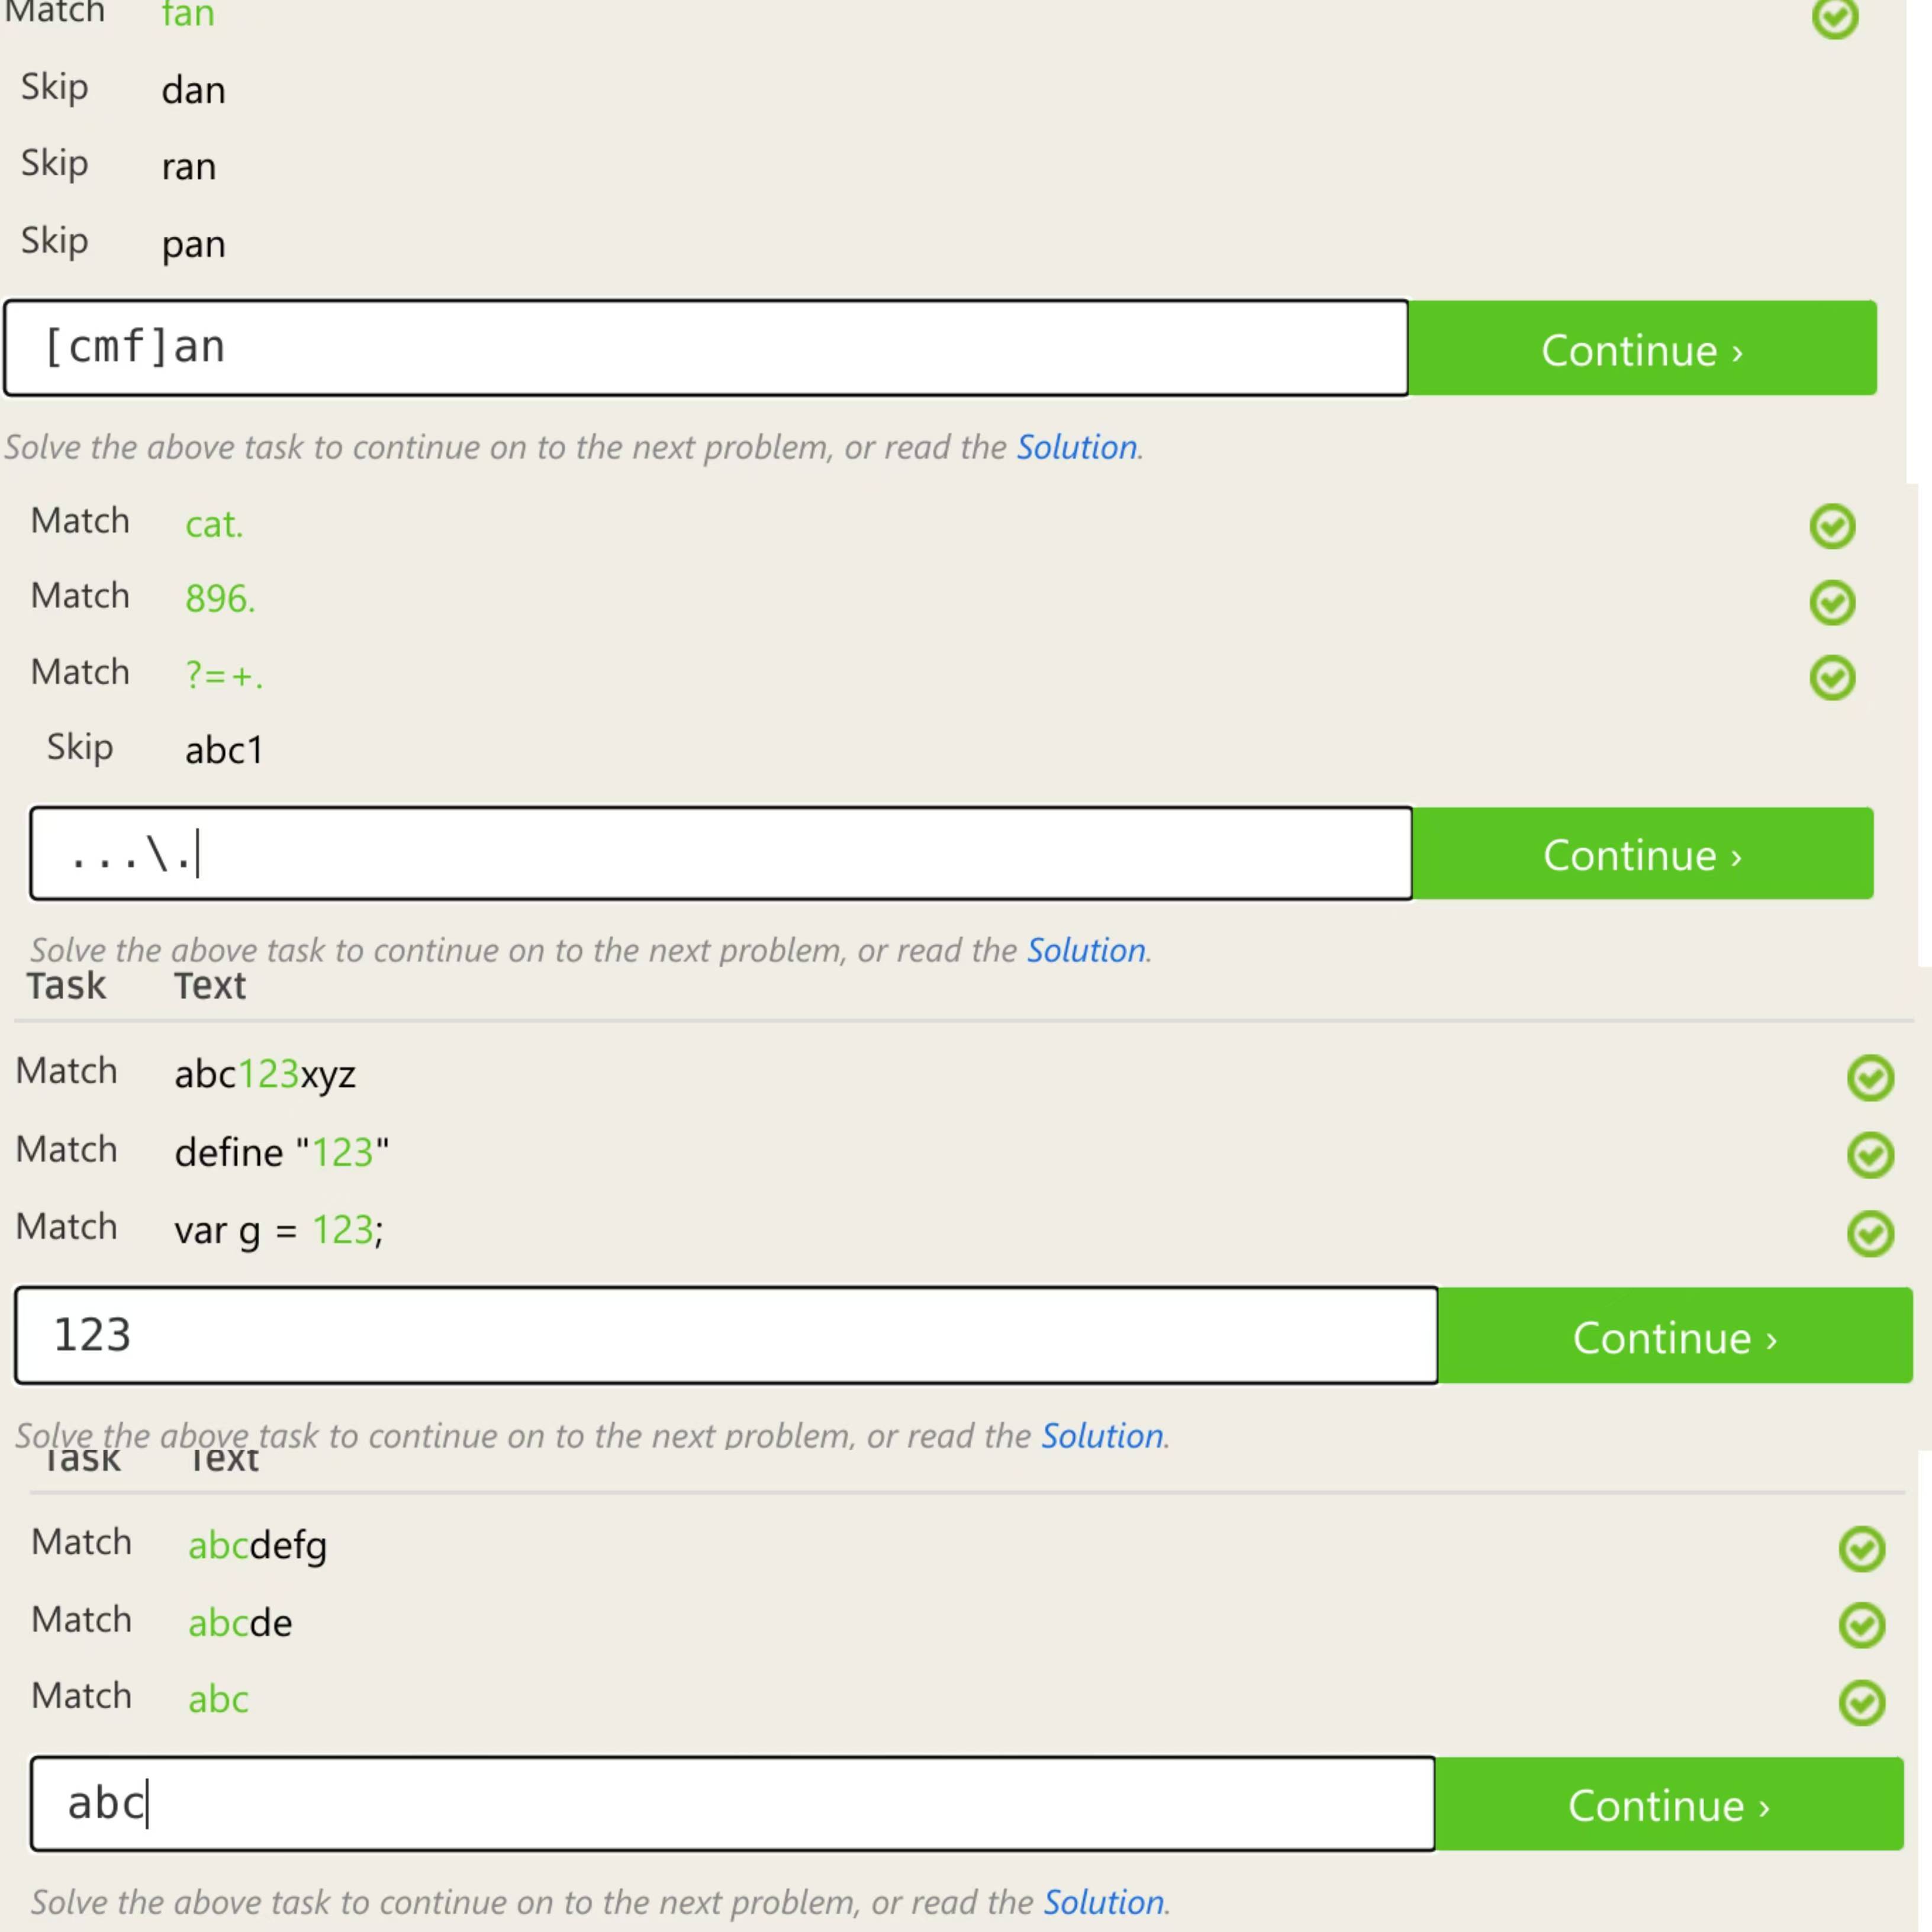 Match fan
Skip dan
Skip ran
Skip pan
[cmf]an Continue ›
Solve the above task to continue on to the next problem, or read the Solution.
Match cat.
Match 896.
Match ?=+.
Skip abc1
...\. Continue ›
Solve the above task to continue on to the next problem, or read the Solution.
Task Text
Match abc123xyz
Match define "123"
Match var g = 123;
123 Continue ›
Solve the above task to continue on to the next problem, or read the Solution.
Task Text
Match abcdefg
Match abcde
Match abc
abc Continue ›
Solve the above task to continue on to the next problem, or read the Solution.